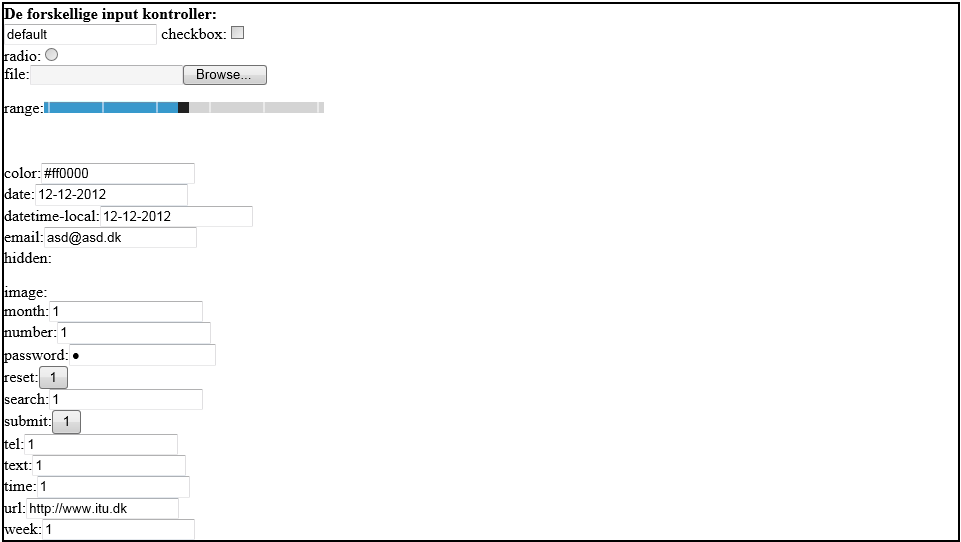 De forskellige input kontroller:
default checkbox:
radio:
file: Browse...
range:
color: #ff0000
date: 12-12-2012
datetime-local: 12-12-2012
email: asd@asd.dk
hidden:
image:
month: 1
number: 1
password: ●
reset: 1
search: 1
submit: 1
tel: 1
text: 1
time: 1
url: http://www.itu.dk
week: 1